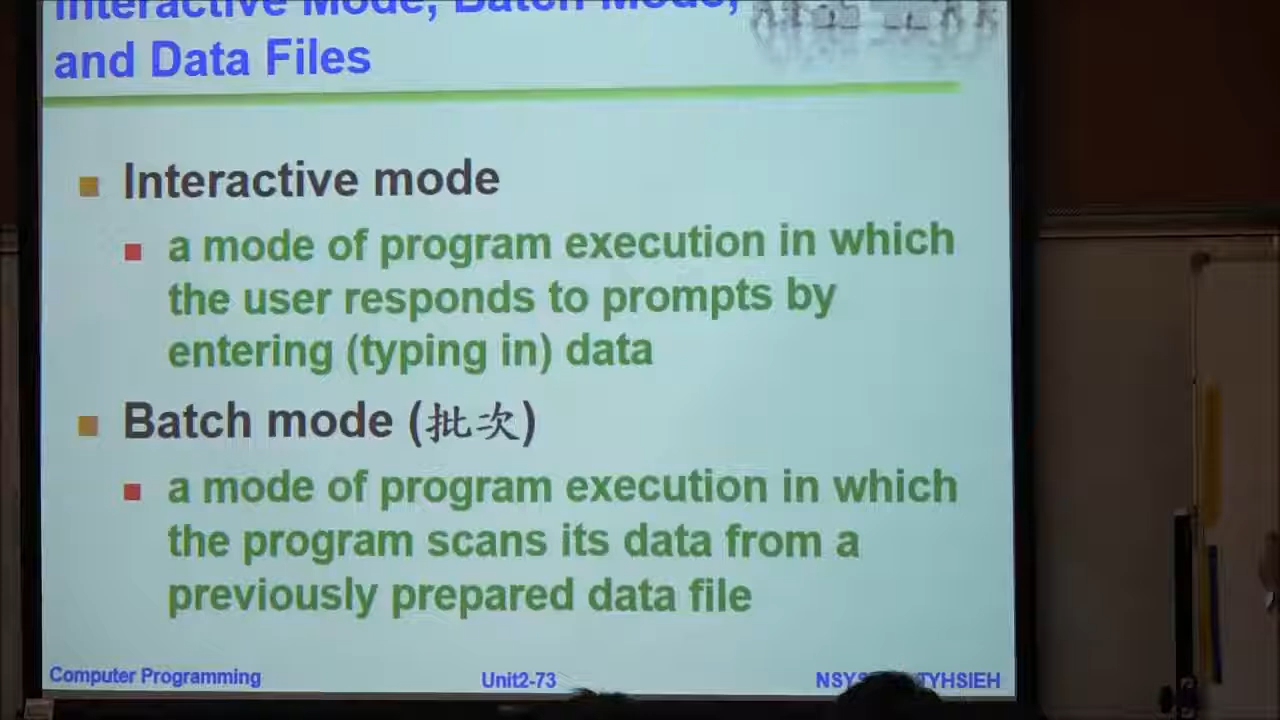 Interactive Mode, Batch Mode,
and Data Files
Interactive mode
a mode of program execution in which
the user responds to prompts by
entering (typing in) data
Batch mode (批次)
a mode of program execution in which
the program scans its data from a
previously prepared data file
Computer Programming
Unit2-73
TYHSIEH